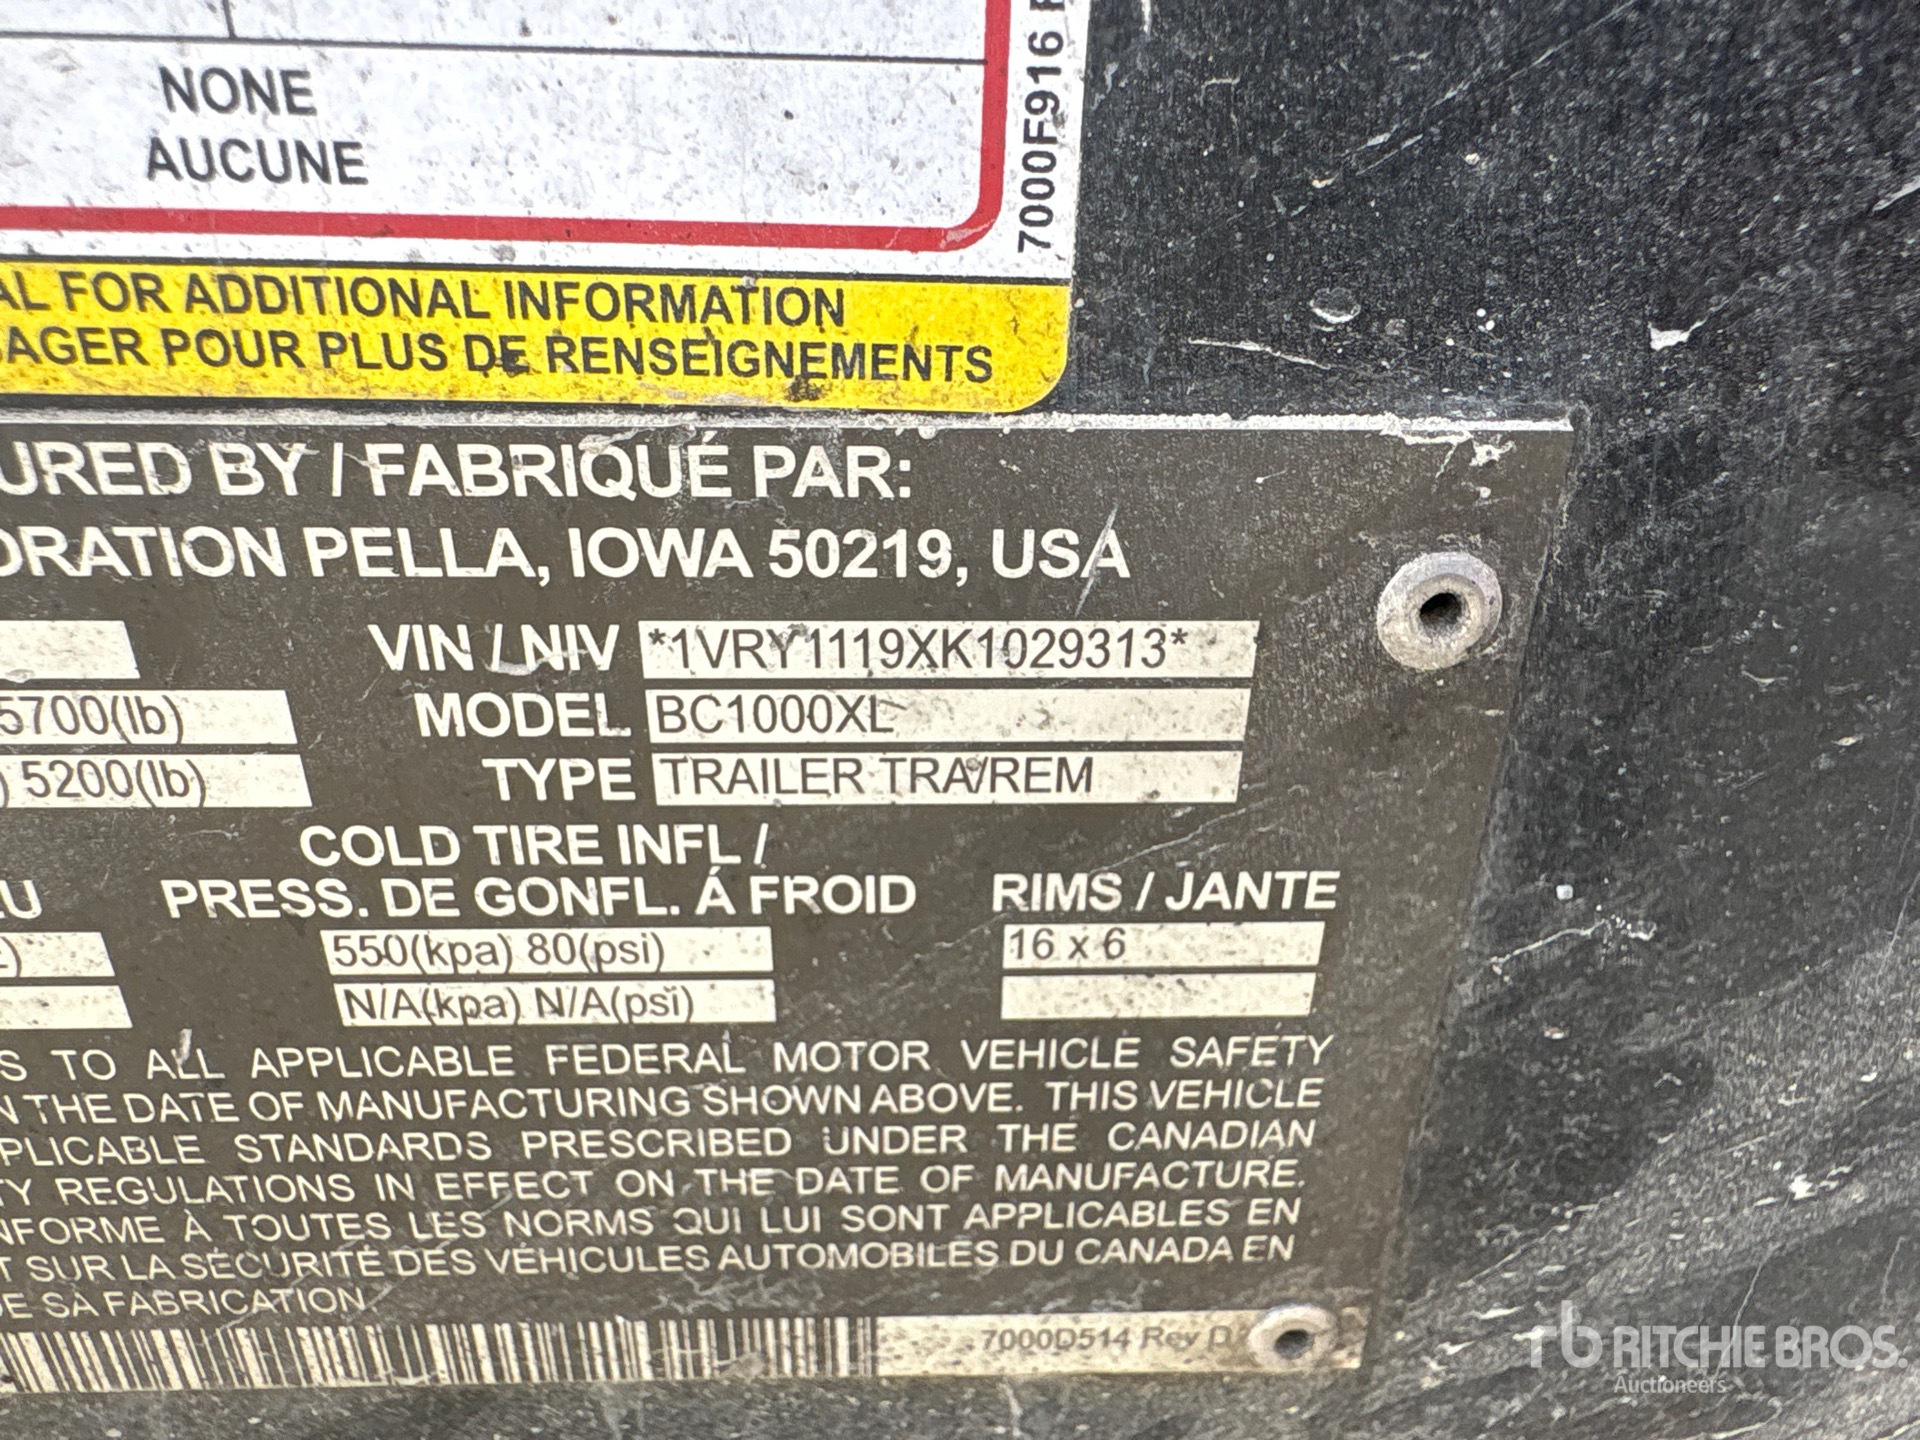 NONE
AUCUNE
7000F916
AL FOR ADDITIONAL INFORMATION
SAGER POUR PLUS DE RENSEIGNEMENTS
URED BY / FABRIQUÉ PAR:
ORATION PELLA, IOWA 50219, USA
VIN / NIV *1VRY1119XK1029313*
5700(lb) MODEL BC1000XL
) 5200(lb) TYPE TRAILER TRA/REM
COLD TIRE INFL /
EU PRESS. DE GONFL. Á FROID RIMS / JANTE
550(kpa) 80(psi) 16 x 6
N/A(kpa) N/A(psi)
S TO ALL APPLICABLE FEDERAL MOTOR VEHICLE SAFETY
N THE DATE OF MANUFACTURING SHOWN ABOVE. THIS VEHICLE
PLICABLE STANDARDS PRESCRIBED UNDER THE CANADIAN
TY REGULATIONS IN EFFECT ON THE DATE OF MANUFACTURE.
NFORME À TOUTES LES NORMS QUI LUI SONT APPLICABLES EN
T SUR LA SÉCURITÉ DES VÉHICULES AUTOMOBILES DU CANADA EN
DE SA FABRICATION.
7000D514 Rev D
rb RITCHIE BROS.
Auctioneers